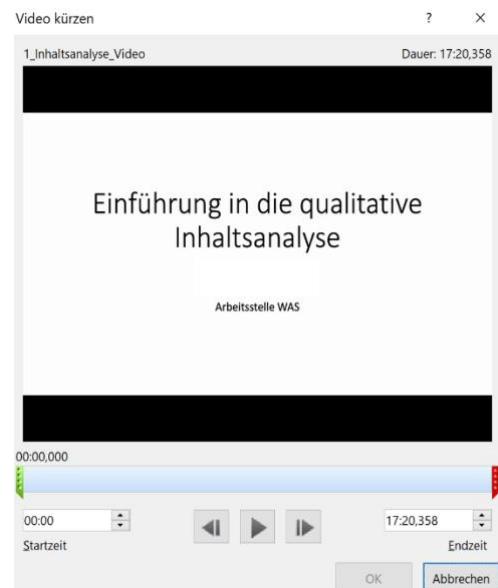 Video kürzen ? ×
1_Inhaltsanalyse_Video Dauer: 17:20,358
Einführung in die qualitative
Inhaltsanalyse
Arbeitsstelle WAS
00:00,000
00:00 17:20,358
Startzeit Endzeit
OK Abbrechen